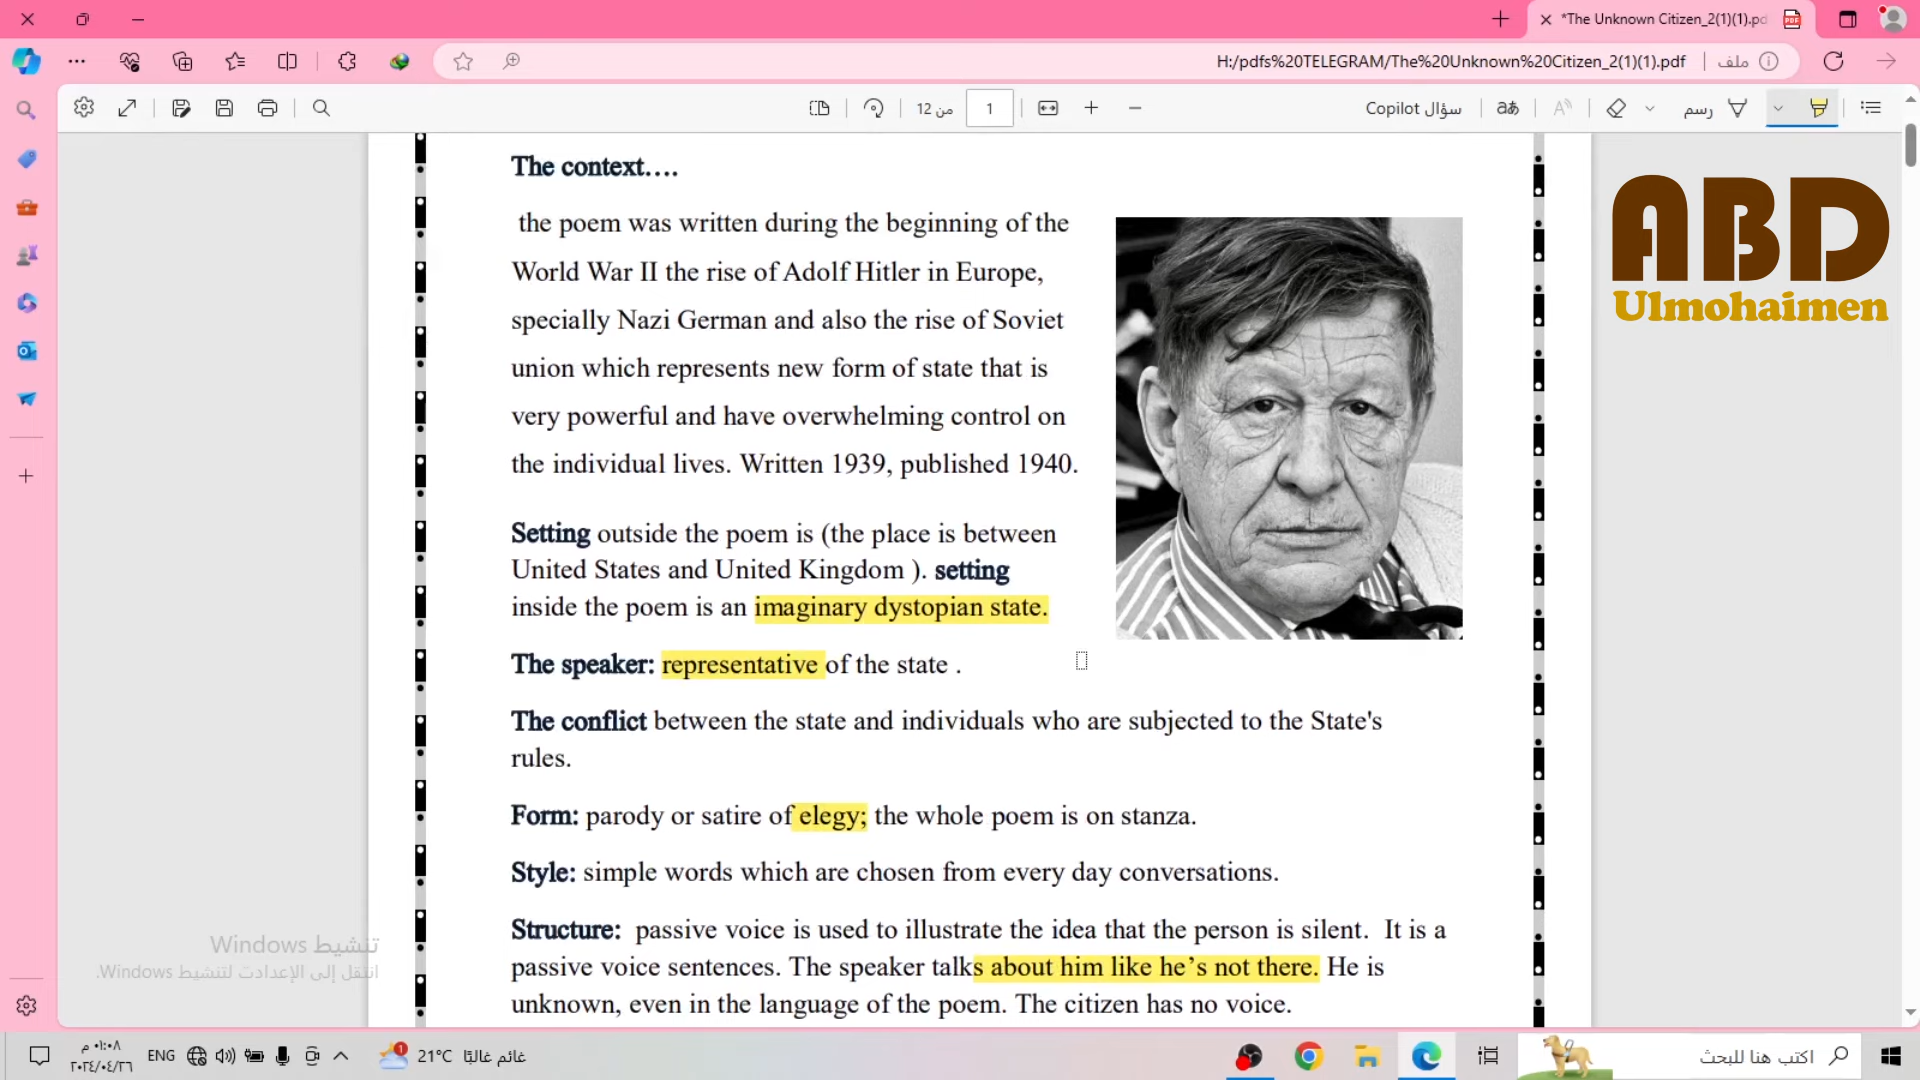 *The Unknown Citizen_2(1)(1).pd
H:/pdfs%20TELEGRAM/The%20Unknown%20Citizen_2(1)(1).pdf
ملف
من 12
1
سؤال Copilot
رسم
The context….
the poem was written during the beginning of the
World War II the rise of Adolf Hitler in Europe,
specially Nazi German and also the rise of Soviet
union which represents new form of state that is
very powerful and have overwhelming control on
the individual lives. Written 1939, published 1940.
Setting outside the poem is (the place is between
United States and United Kingdom ). setting
inside the poem is an imaginary dystopian state.
The speaker: representative of the state .
The conflict between the state and individuals who are subjected to the State's
rules.
Form: parody or satire of elegy; the whole poem is on stanza.
Style: simple words which are chosen from every day conversations.
Structure: passive voice is used to illustrate the idea that the person is silent. It is a
passive voice sentences. The speaker talks about him like he’s not there. He is
unknown, even in the language of the poem. The citizen has no voice.
ABD
Ulmohaimen
تنشيط Windows
انتقل إلى الإعدادت لتنشيط Windows.
٠١:٠٨ م
٢٠٢٤/٠٤/٢٦
ENG
1
21°C غائم غالبًا
اكتب هنا للبحث